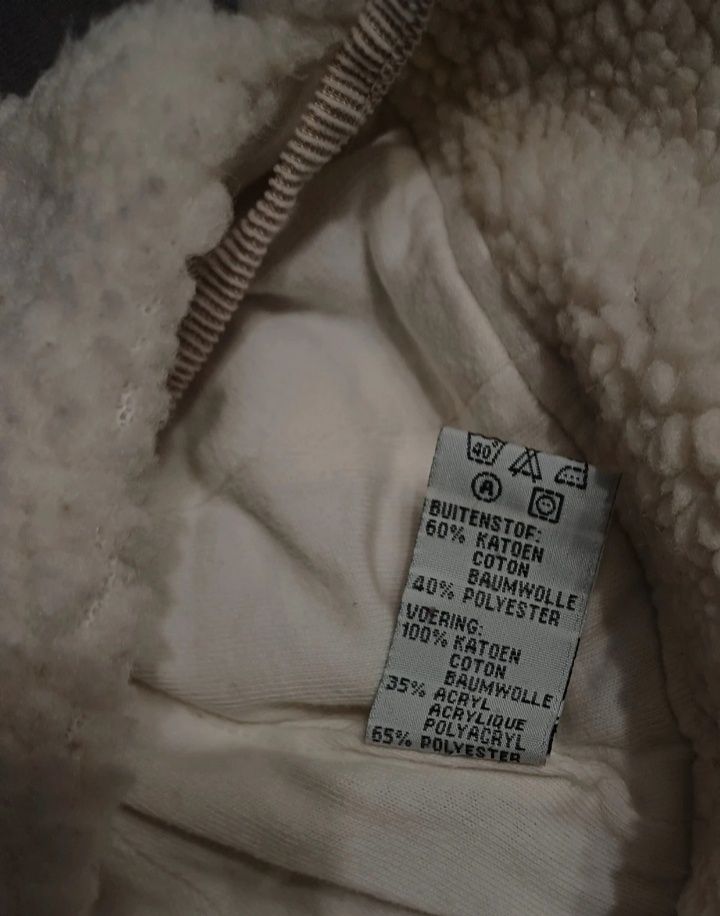 40°
A
BUITENSTOF:
60% KATOEN
COTON
BAUMWOLLE
40% POLYESTER
VOERING:
100% KATOEN
COTON
BAUMWOLLE
35% ACRYL
ACRYLIQUE
POLYACRYL
65% POLYESTER